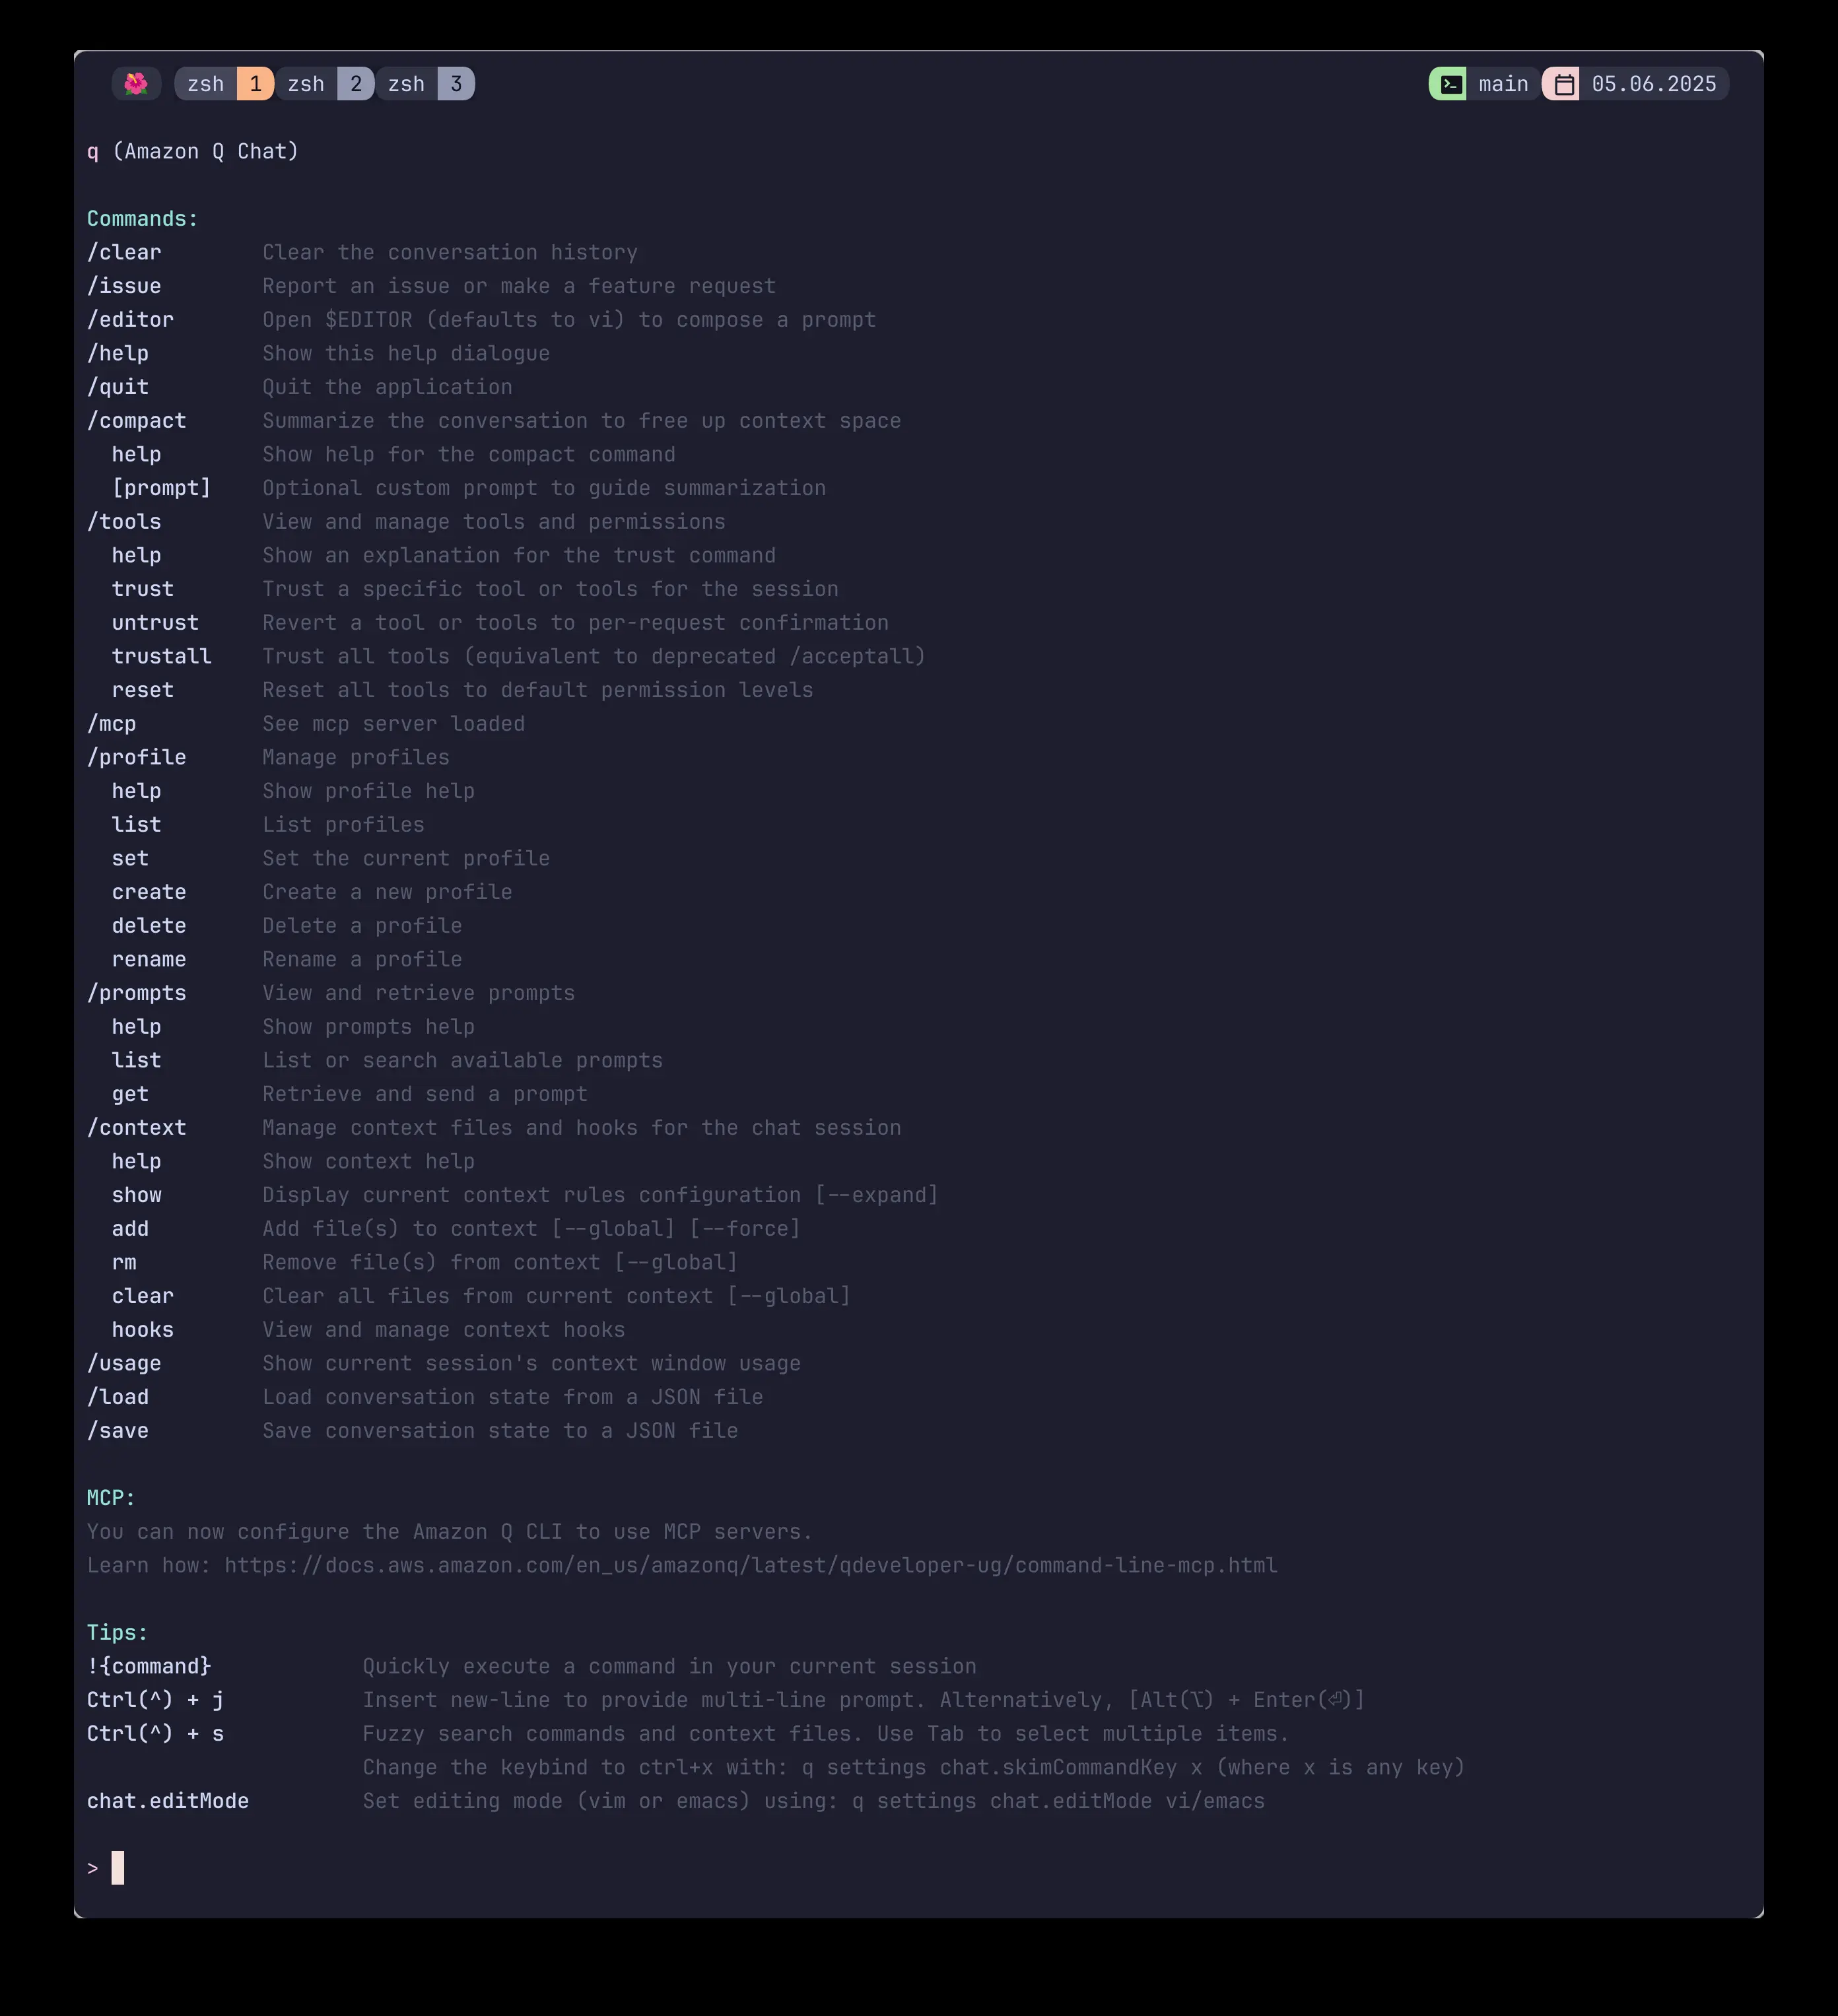 zsh 1 zsh 2 zsh 3 main 05.06.2025
q (Amazon Q Chat)
Commands:
/clear Clear the conversation history
/issue Report an issue or make a feature request
/editor Open $EDITOR (defaults to vi) to compose a prompt
/help Show this help dialogue
/quit Quit the application
/compact Summarize the conversation to free up context space
help Show help for the compact command
[prompt] Optional custom prompt to guide summarization
/tools View and manage tools and permissions
help Show an explanation for the trust command
trust Trust a specific tool or tools for the session
untrust Revert a tool or tools to per-request confirmation
trustall Trust all tools (equivalent to deprecated /acceptall)
reset Reset all tools to default permission levels
/mcp See mcp server loaded
/profile Manage profiles
help Show profile help
list List profiles
set Set the current profile
create Create a new profile
delete Delete a profile
rename Rename a profile
/prompts View and retrieve prompts
help Show prompts help
list List or search available prompts
get Retrieve and send a prompt
/context Manage context files and hooks for the chat session
help Show context help
show Display current context rules configuration [--expand]
add Add file(s) to context [--global] [--force]
rm Remove file(s) from context [--global]
clear Clear all files from current context [--global]
hooks View and manage context hooks
/usage Show current session's context window usage
/load Load conversation state from a JSON file
/save Save conversation state to a JSON file
MCP:
You can now configure the Amazon Q CLI to use MCP servers.
Learn how: https://docs.aws.amazon.com/en_us/amazonq/latest/qdeveloper-ug/command-line-mcp.html
Tips:
!{command} Quickly execute a command in your current session
Ctrl(^) + j Insert new-line to provide multi-line prompt. Alternatively, [Alt(⌥) + Enter(⏎)]
Ctrl(^) + s Fuzzy search commands and context files. Use Tab to select multiple items.
Change the keybind to ctrl+x with: q settings chat.skimCommandKey x (where x is any key)
chat.editMode Set editing mode (vim or emacs) using: q settings chat.editMode vi/emacs
>